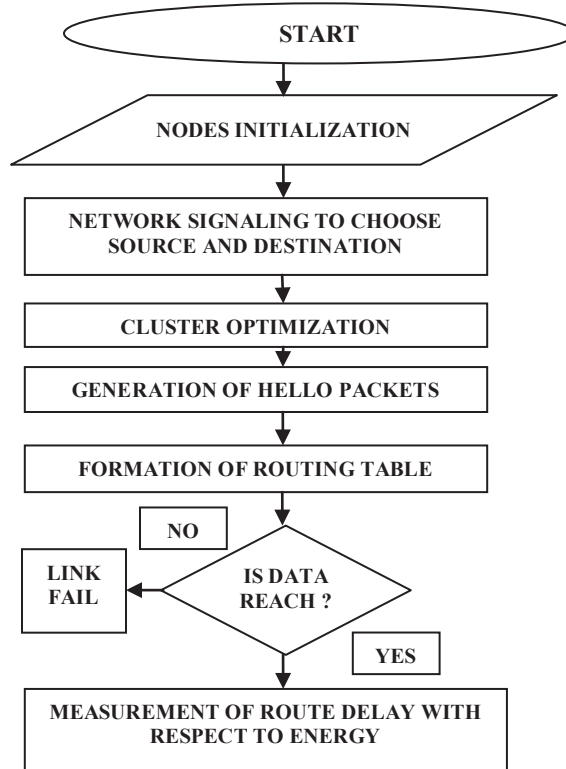 START
NODES INITIALIZATION
NETWORK SIGNALING TO CHOOSE
SOURCE AND DESTINATION
CLUSTER OPTIMIZATION
GENERATION OF HELLO PACKETS
FORMATION OF ROUTING TABLE
NO
LINK
FAIL
IS DATA
REACH ?
YES
MEASUREMENT OF ROUTE DELAY WITH
RESPECT TO ENERGY